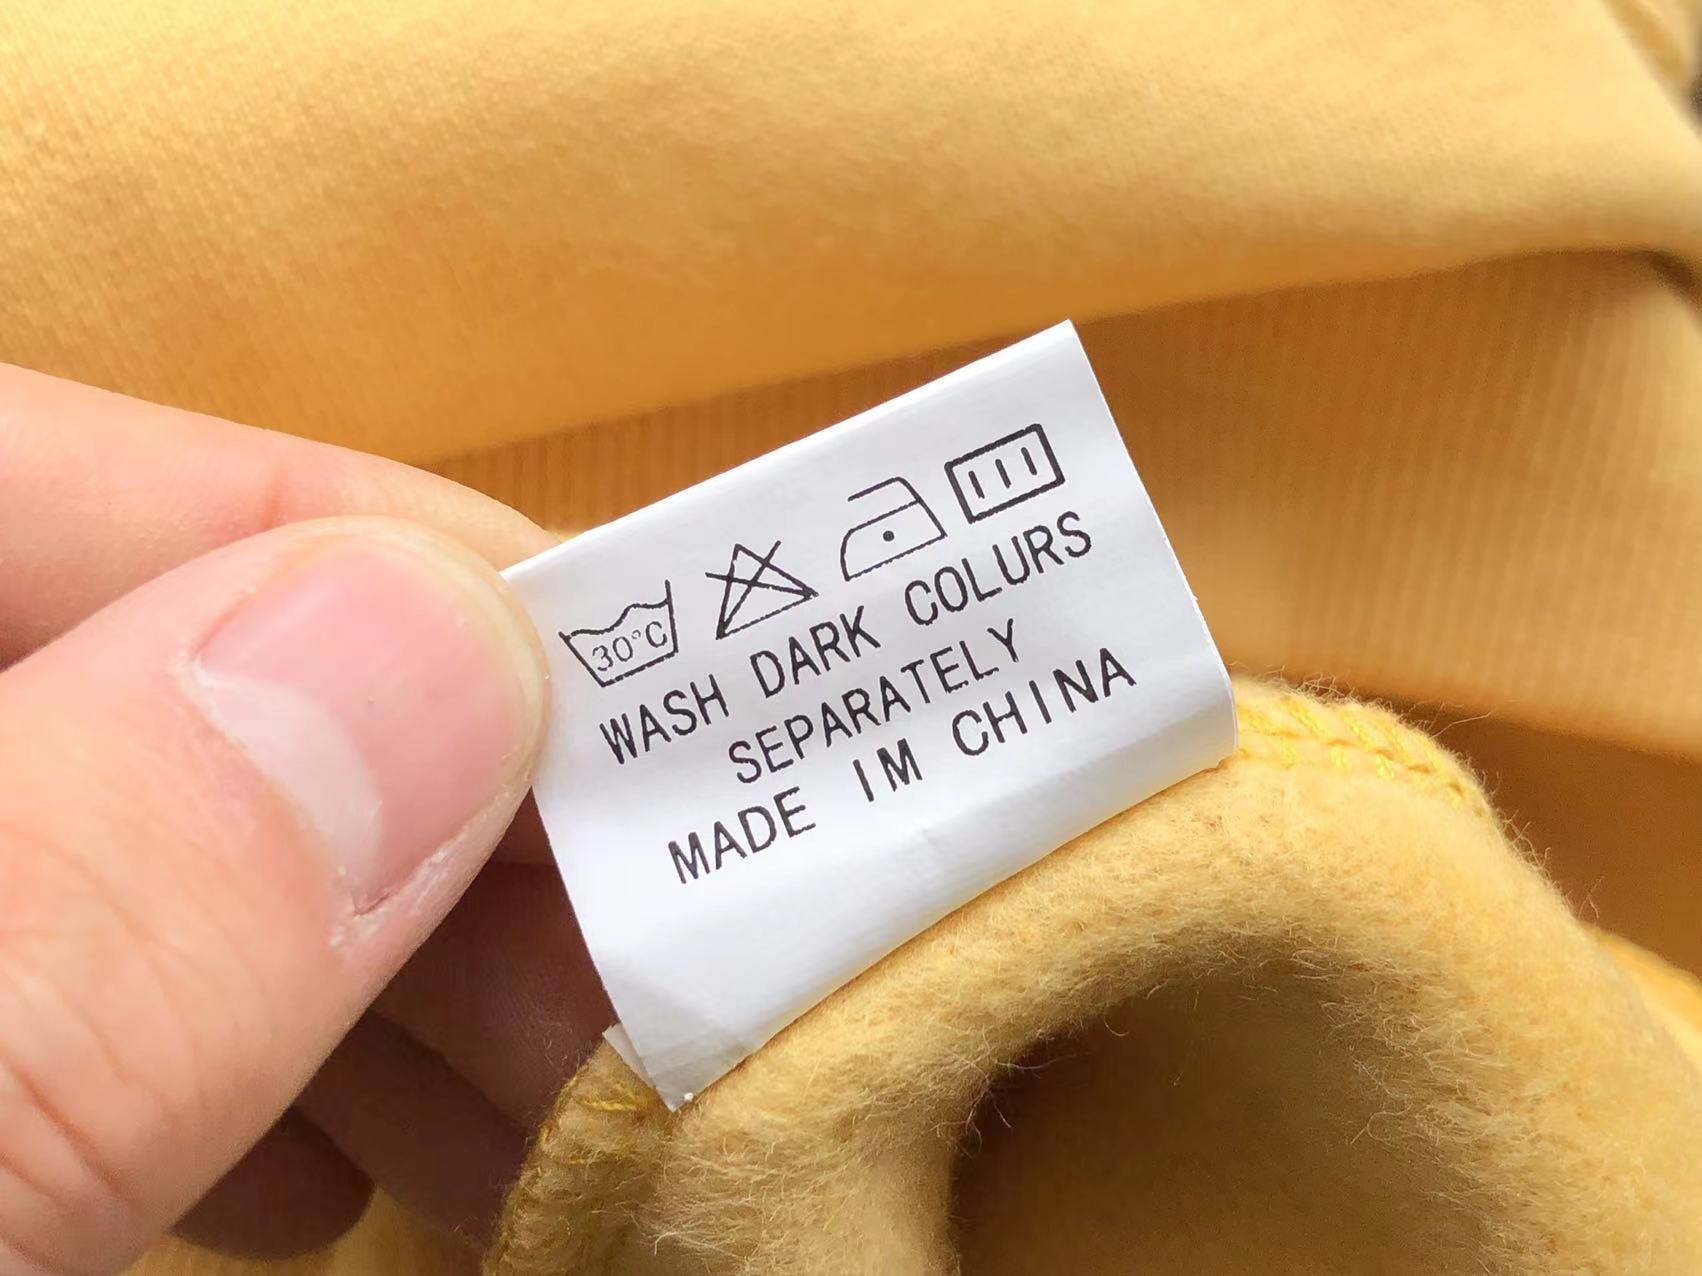 30°C
WASH DARK COLURS
SEPARATELY
MADE IM CHINA